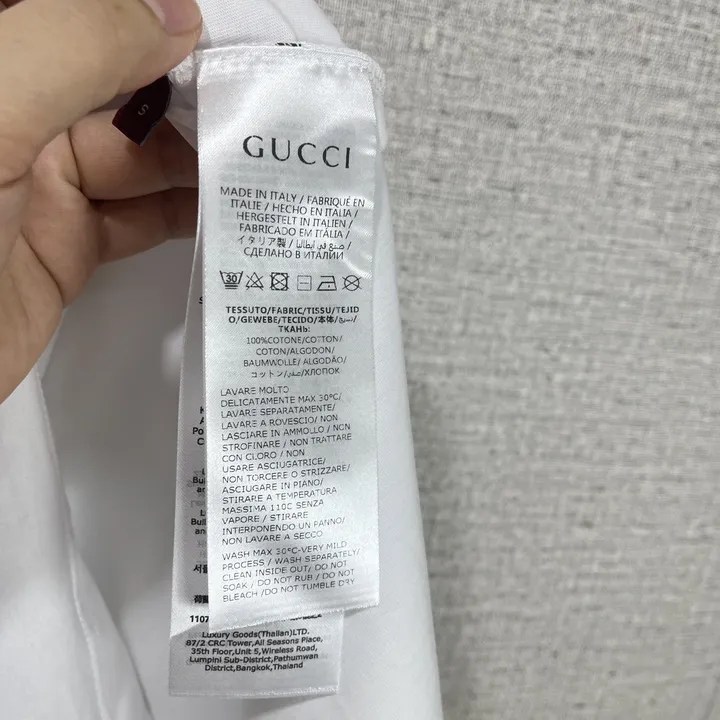 S
GUCCI
MADE IN ITALY / FABRIQUÉ EN
ITALIE / HECHO EN ITALIA /
HERGESTELT IN ITALIEN /
FABRICADO EM ITÁLIA /
イタリア製 / صنع في ايطاليا /
СДЕЛАНО В ИТАЛИИ
30
TESSUTO/FABRIC/TISSU/TEJID
O/GEWEBE/TECIDO/本体/نسيج/
ТКАНЬ:
100%COTONE/COTTON/
COTON/ALGODON/
BAUMWOLLE/ ALGODÃO/
コットン/قطن/ХЛОПОК
LAVARE MOLTO
DELICATAMENTE MAX 30°C/
LAVARE SEPARATAMENTE/
LAVARE A ROVESCIO/ NON
LASCIARE IN AMMOLLO / NON
STROFINARE / NON TRATTARE
CON CLORO / NON
USARE ASCIUGATRICE/
NON TORCERE O STRIZZARE/
ASCIUGARE IN PIANO/
STIRARE A TEMPERATURA
MASSIMA 110C SENZA
VAPORE / STIRARE
INTERPONENDO UN PANNO/
NON LAVARE A SECCO
WASH MAX 30°C-VERY MILD
PROCESS / WASH SEPARATELY/
CLEAN INSIDE OUT/ DO NOT
SOAK / DO NOT RUB / DO NOT
BLEACH /DO NOT TUMBLE DRY
서울
1107
Luxury Goods(Thalian)LTD.
87/2 CRC Tower,All Seasons Place,
35th Floor,Unit 5,Wireless Road,
Lumpini Sub-District,Pathumwan
District,Bangkok,Thailand